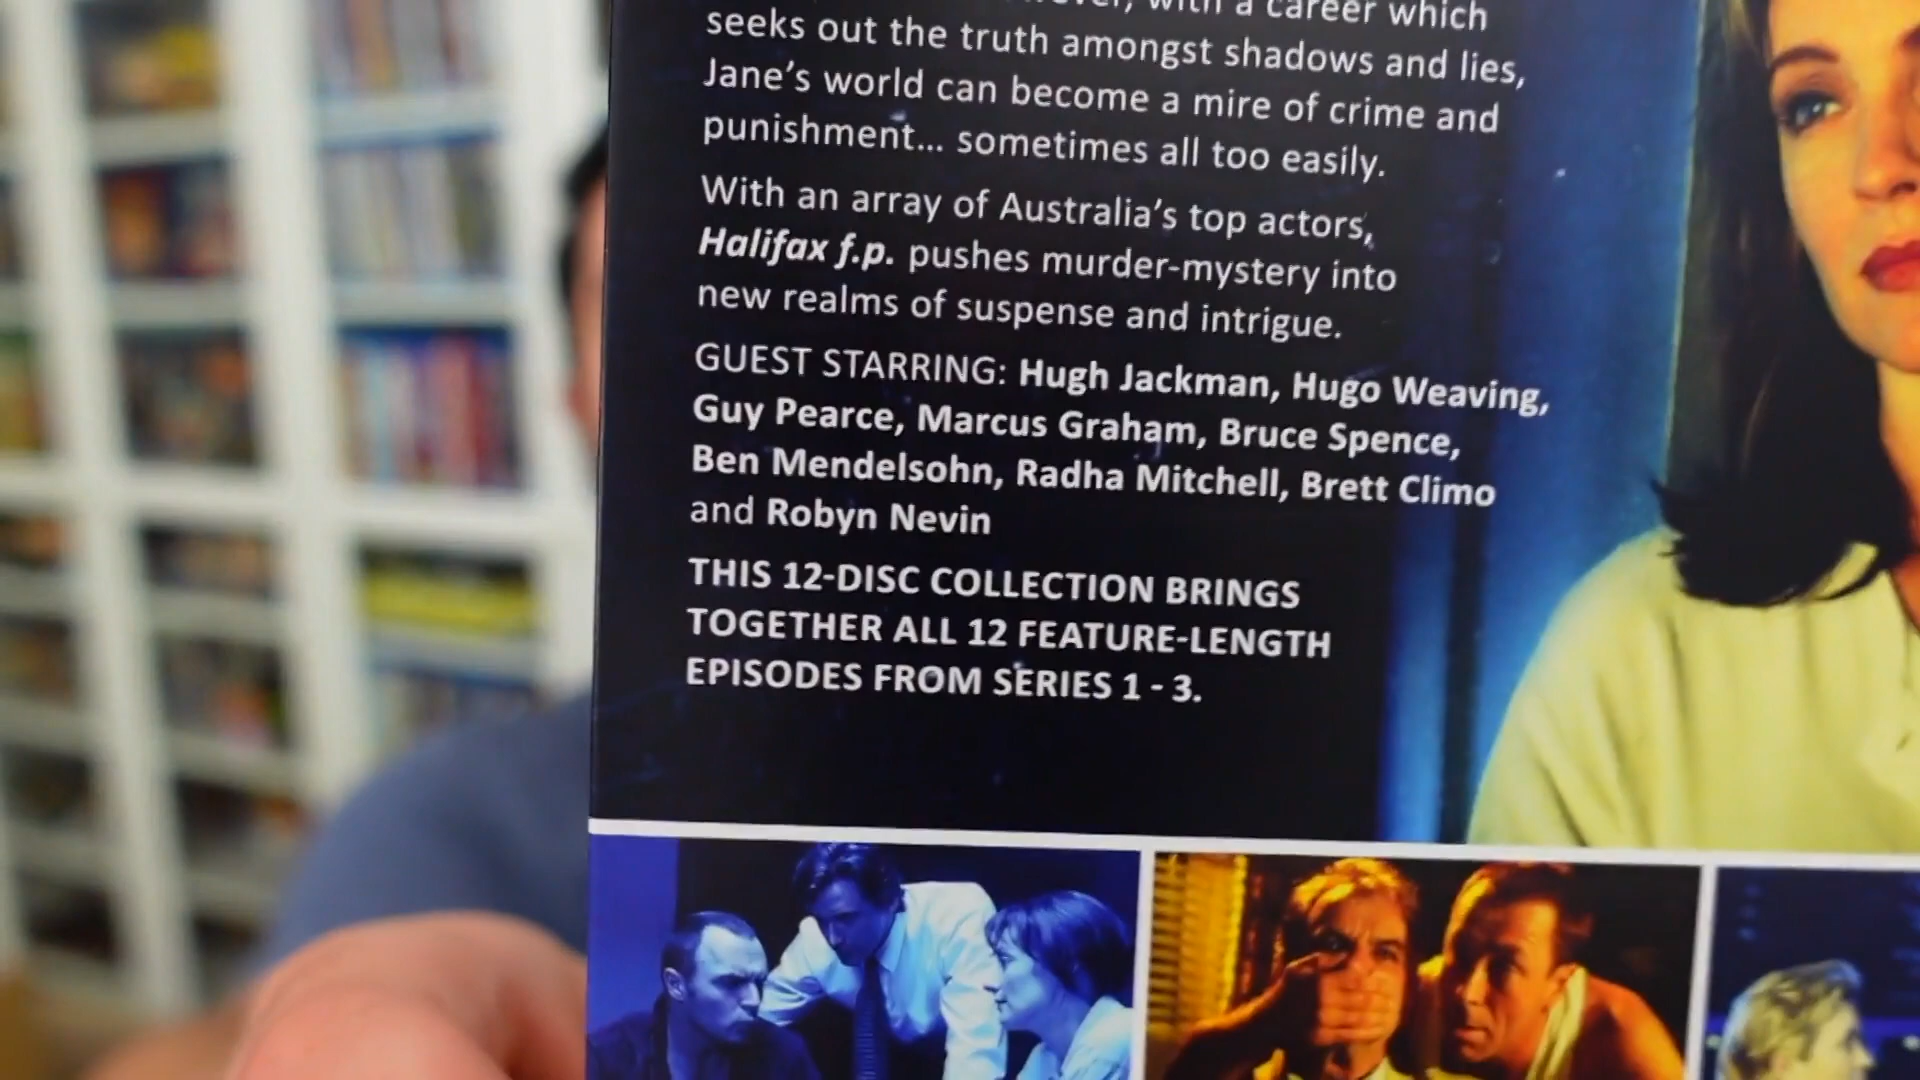 with a career which
seeks out the truth amongst shadows and lies,
Jane's world can become a mire of crime and
punishment... sometimes all too easily.
With an array of Australia's top actors,
Halifax f.p. pushes murder-mystery into
new realms of suspense and intrigue.
GUEST STARRING: Hugh Jackman, Hugo Weaving,
Guy Pearce, Marcus Graham, Bruce Spence,
Ben Mendelsohn, Radha Mitchell, Brett Climo
and Robyn Nevin
THIS 12-DISC COLLECTION BRINGS
TOGETHER ALL 12 FEATURE-LENGTH
EPISODES FROM SERIES 1 - 3.